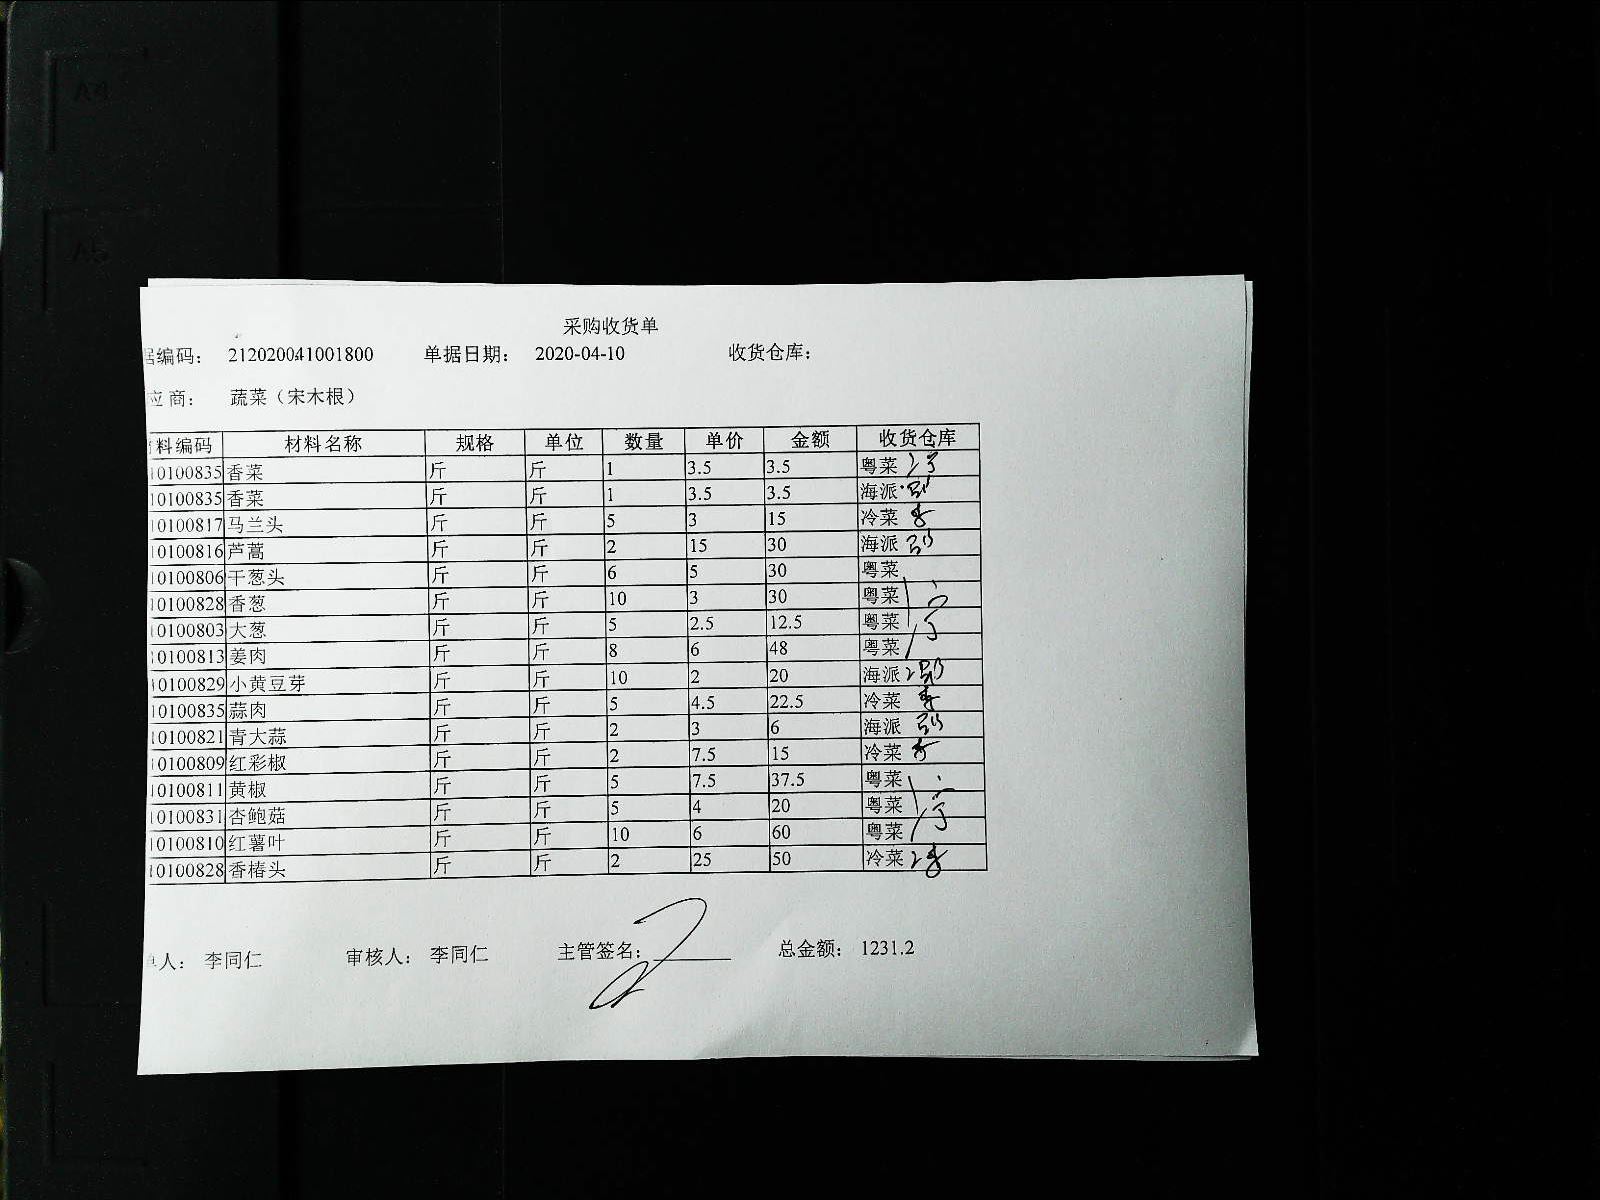 采购收货单
据编码： 212020041001800 单据日期： 2020-04-10 收货仓库：
应 商： 蔬菜（宋木根）
料编码 材料名称 规格 单位 数量 单价 金额 收货仓库
10100835 香菜 斤 斤 1 3.5 3.5 粤菜
10100835 香菜 斤 斤 1 3.5 3.5 海派
10100817 马兰头 斤 斤 5 3 15 冷菜
10100816 芦蒿 斤 斤 2 15 30 海派
10100806 干葱头 斤 斤 6 5 30 粤菜
10100828 香葱 斤 斤 10 3 30 粤菜
10100803 大葱 斤 斤 5 2.5 12.5 粤菜
10100813 姜肉 斤 斤 8 6 48 粤菜
10100829 小黄豆芽 斤 斤 10 2 20 海派
10100835 蒜肉 斤 斤 5 4.5 22.5 冷菜
10100821 青大蒜 斤 斤 2 3 6 海派
10100809 红彩椒 斤 斤 2 7.5 15 冷菜
10100811 黄椒 斤 斤 5 7.5 37.5 粤菜
10100831 杏鲍菇 斤 斤 5 4 20 粤菜
10100810 红薯叶 斤 斤 10 6 60 粤菜
10100828 香椿头 斤 斤 2 25 50 冷菜
单人： 李同仁 审核人： 李同仁 主管签名： 总金额： 1231.2